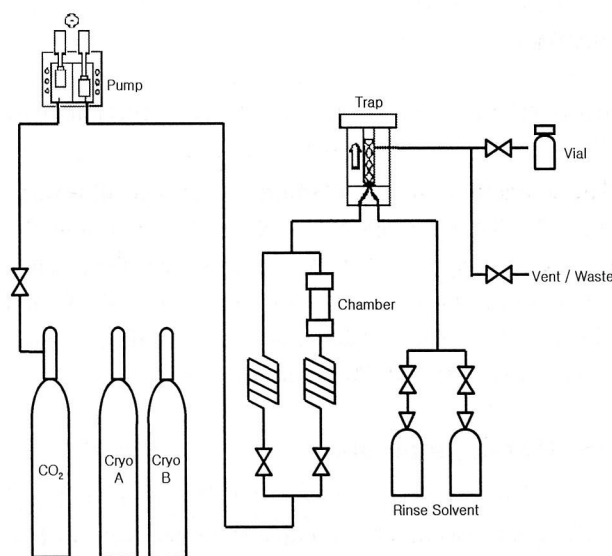 Pump
Trap
Vial
Vent / Waste
Chamber
CO₂
Cryo
A
Cryo
B
Rinse Solvent